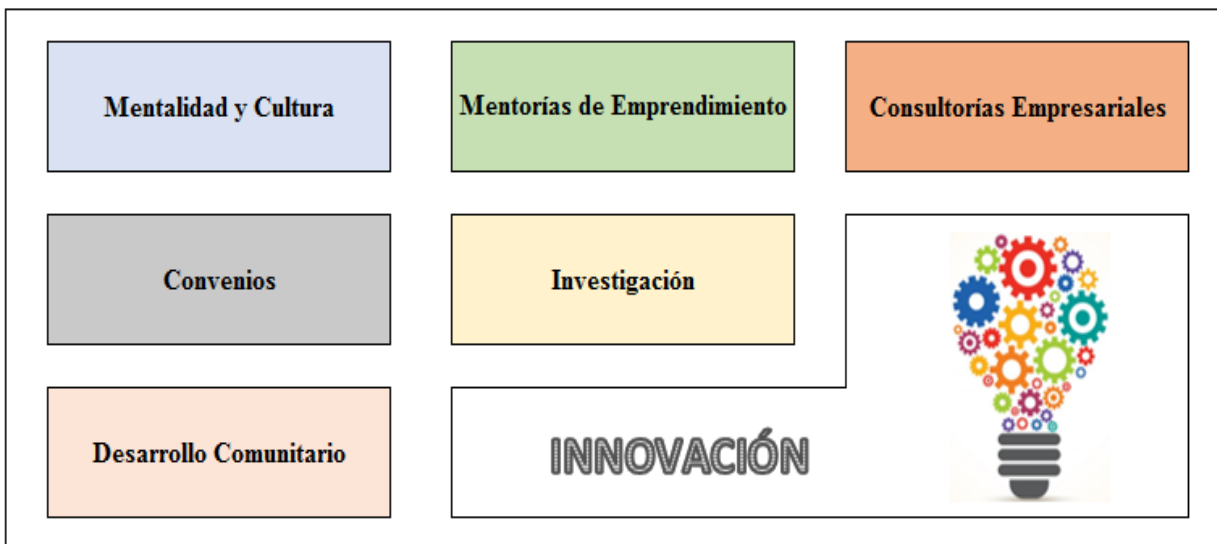 Mentalidad y Cultura
Mentorías de Emprendimiento
Consultorías Empresariales
Convenios
Investigación
Desarrollo Comunitario
INNOVACIÓN